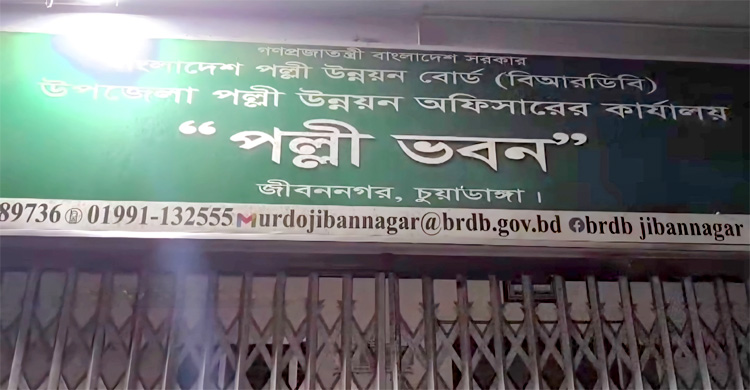 গণপ্রজাতন্ত্রী বাংলাদেশ সরকার
বাংলাদেশ পল্লী উন্নয়ন বোর্ড (বিআরডিবি)
উপজেলা পল্লী উন্নয়ন অফিসারের কার্যালয়
“পল্লী ভবন”
জীবননগর, চুয়াডাঙ্গা।
89736 01991-132555 urdojibannagar@brdb.gov.bd brdb jibannagar